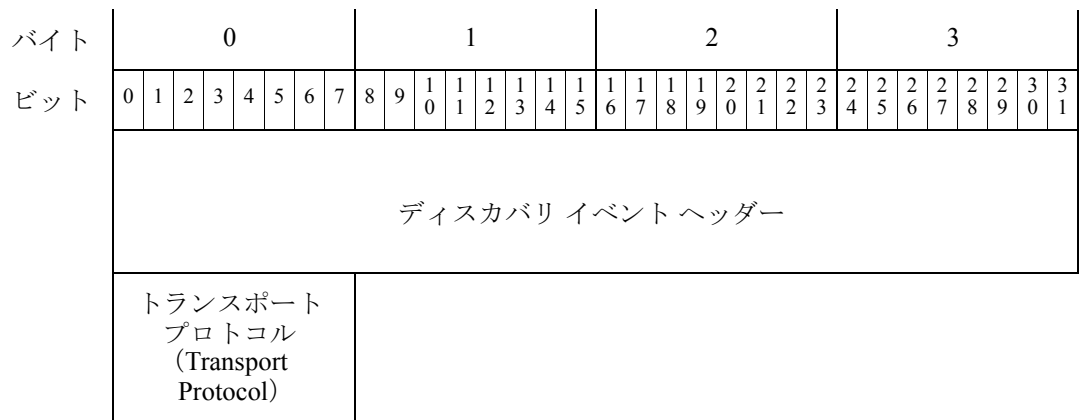 バイト 0 1 2 3
ビット 0 1 2 3 4 5 6 7 8 9 10 11 12 13 14 15 16 17 18 19 20 21 22 23 24 25 26 27 28 29 30 31
ディスカバリ イベント ヘッダー
トランスポート
プロトコル
（Transport
Protocol）